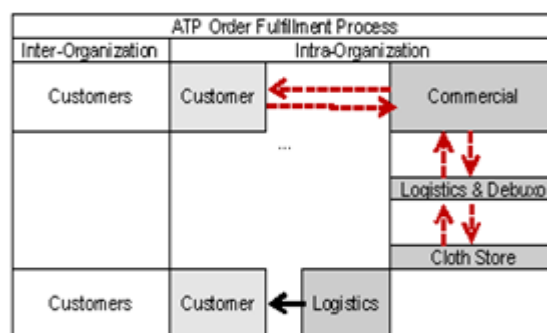 ATP Order Fulfillment Process
Inter-Organization Intra-Organization
Customers Customer Commercial
...
Logistics & Debuxo
Cloth Store
Customers Customer Logistics